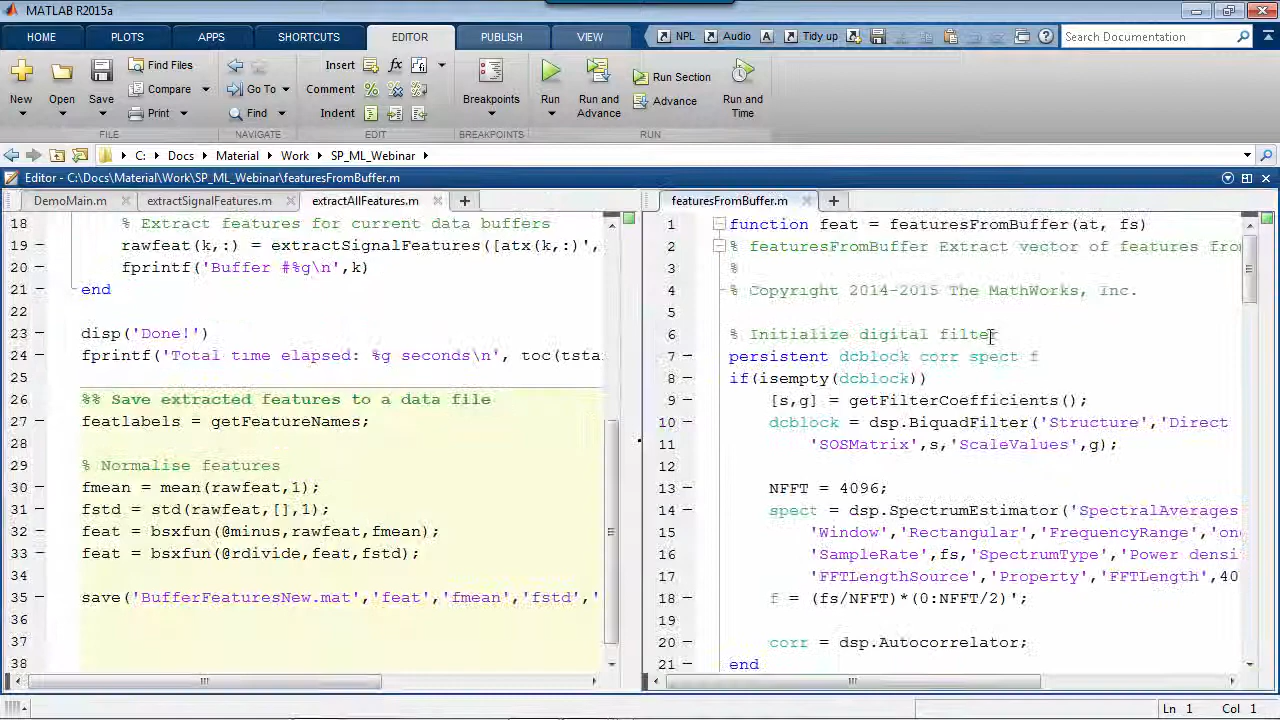 MATLAB R2015a
HOME PLOTS APPS SHORTCUTS EDITOR PUBLISH VIEW NPL Audio A Tidy up Search Documentation
New Open Save Find Files Compare Print Go To Find Insert Comment Indent fx Breakpoints Run Run and Advance Run Section Advance Run and Time
FILE NAVIGATE EDIT BREAKPOINTS RUN
C: Docs Material Work SP_ML_Webinar
Editor - C:\Docs\Material\Work\SP_ML_Webinar\featuresFromBuffer.m
DemoMain.m extractSignalFeatures.m extractAllFeatures.m
18 % Extract features for current data buffers
19 rawfeat(k,:) = extractSignalFeatures([atx(k,:)',
20 fprintf('Buffer #%g\n',k)
21 end
22
23 disp('Done!')
24 fprintf('Total time elapsed: %g seconds\n', toc(tsta
25
26 %% Save extracted features to a data file
27 featlabels = getFeatureNames;
28
29 % Normalise features
30 fmean = mean(rawfeat,1);
31 fstd = std(rawfeat,[],1);
32 feat = bsxfun(@minus,rawfeat,fmean);
33 feat = bsxfun(@rdivide,feat,fstd);
34
35 save('BufferFeaturesNew.mat','feat','fmean','fstd','
36
37
38
featuresFromBuffer.m
1 function feat = featuresFromBuffer(at, fs)
2 % featuresFromBuffer Extract vector of features fro
3 %
4 % Copyright 2014-2015 The MathWorks, Inc.
5
6 % Initialize digital filter
7 persistent dcblock corr spect f
8 if(isempty(dcblock))
9 [s,g] = getFilterCoefficients();
10 dcblock = dsp.BiquadFilter('Structure','Direct
11 'SOSMatrix',s,'ScaleValues',g);
12
13 NFFT = 4096;
14 spect = dsp.SpectrumEstimator('SpectralAverages
15 'Window','Rectangular','FrequencyRange','on
16 'SampleRate',fs,'SpectrumType','Power densi
17 'FFTLengthSource','Property','FFTLength',40
18 f = (fs/NFFT)*(0:NFFT/2)';
19
20 corr = dsp.Autocorrelator;
21 end
Ln 1 Col 1